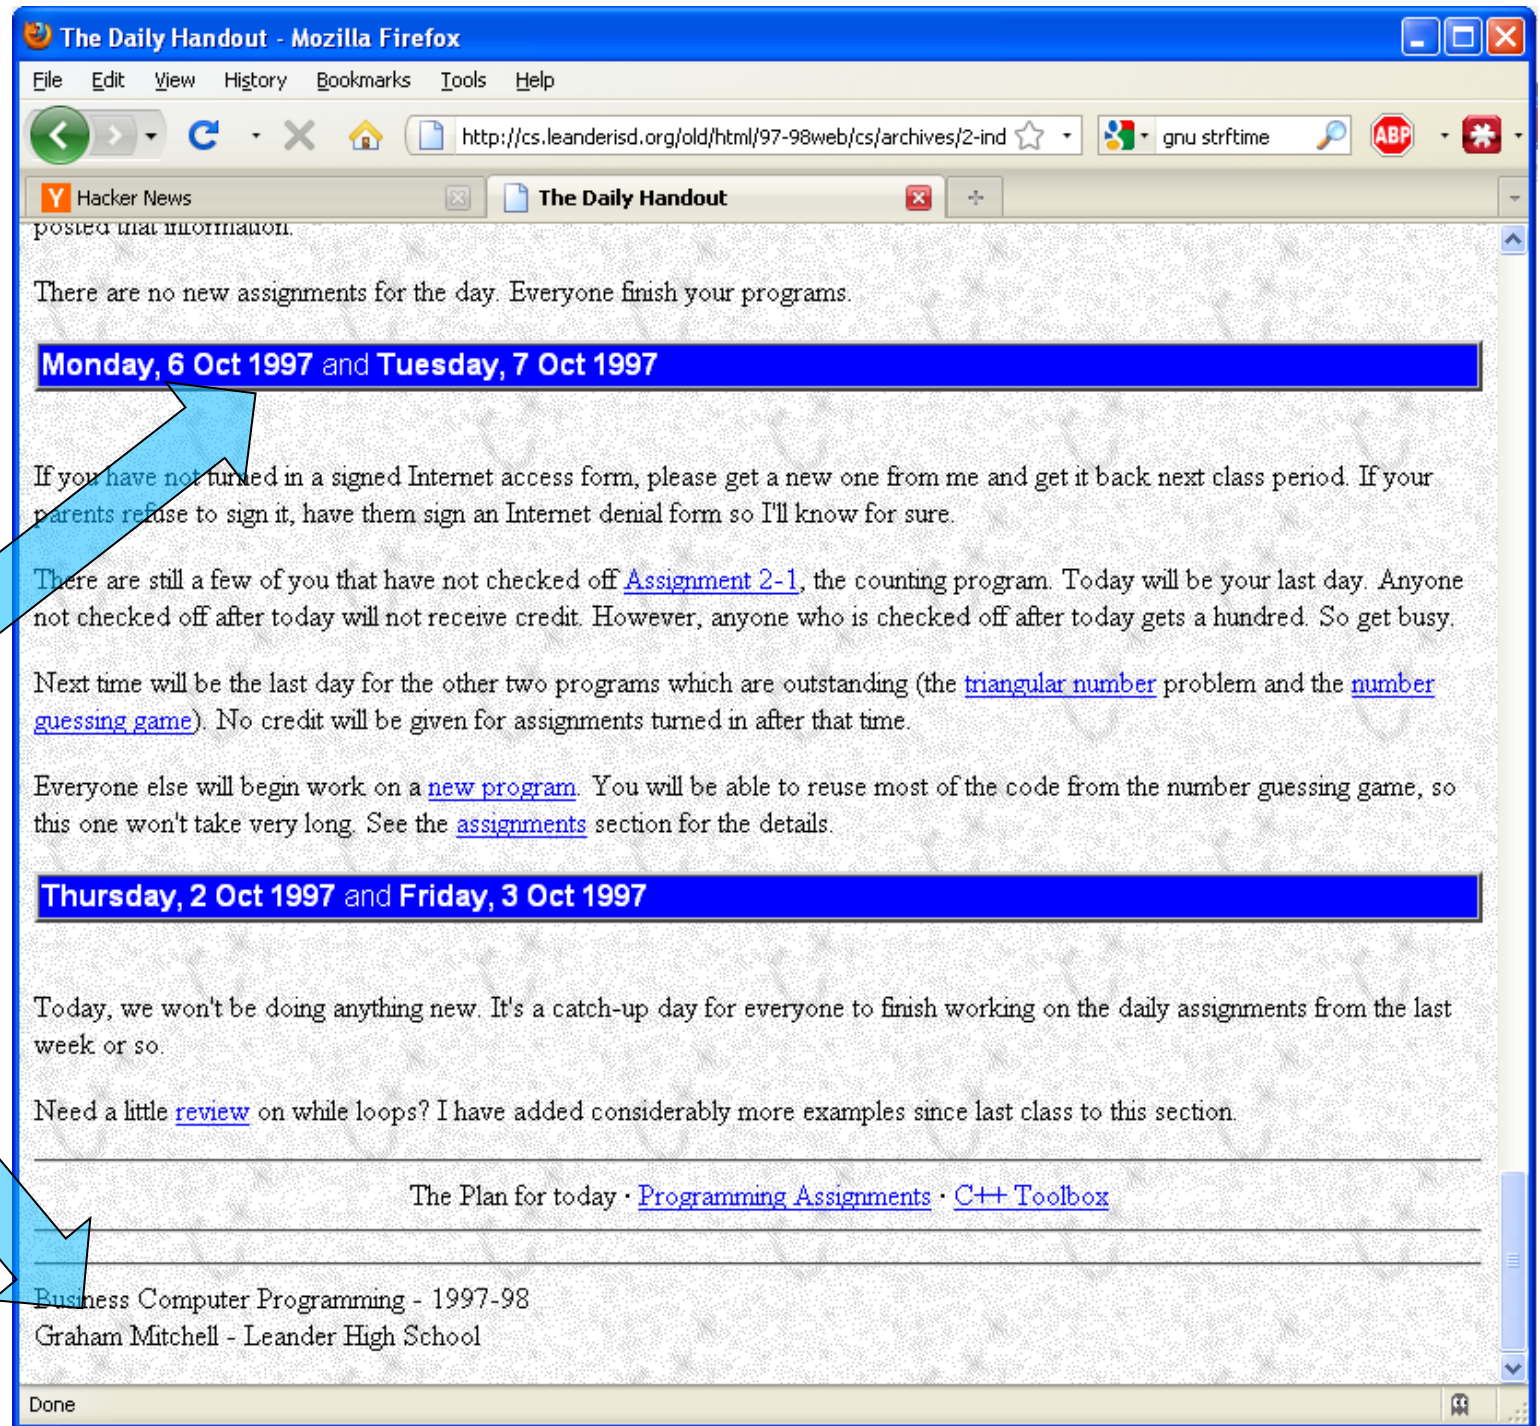 The Daily Handout - Mozilla Firefox
File Edit View History Bookmarks Tools Help
http://cs.leanderisd.org/old/html/97-98web/cs/archives/2-ind gnu strftime ABP
Y Hacker News The Daily Handout
posted that information.
There are no new assignments for the day. Everyone finish your programs.
Monday, 6 Oct 1997 and Tuesday, 7 Oct 1997
If you have not turned in a signed Internet access form, please get a new one from me and get it back next class period. If your
parents refuse to sign it, have them sign an Internet denial form so I'll know for sure.
There are still a few of you that have not checked off Assignment 2-1, the counting program. Today will be your last day. Anyone
not checked off after today will not receive credit. However, anyone who is checked off after today gets a hundred. So get busy.
Next time will be the last day for the other two programs which are outstanding (the triangular number problem and the number
guessing game). No credit will be given for assignments turned in after that time.
Everyone else will begin work on a new program. You will be able to reuse most of the code from the number guessing game, so
this one won't take very long. See the assignments section for the details.
Thursday, 2 Oct 1997 and Friday, 3 Oct 1997
Today, we won't be doing anything new. It's a catch-up day for everyone to finish working on the daily assignments from the last
week or so.
Need a little review on while loops? I have added considerably more examples since last class to this section.
The Plan for today · Programming Assignments · C++ Toolbox
Business Computer Programming - 1997-98
Graham Mitchell - Leander High School
Done